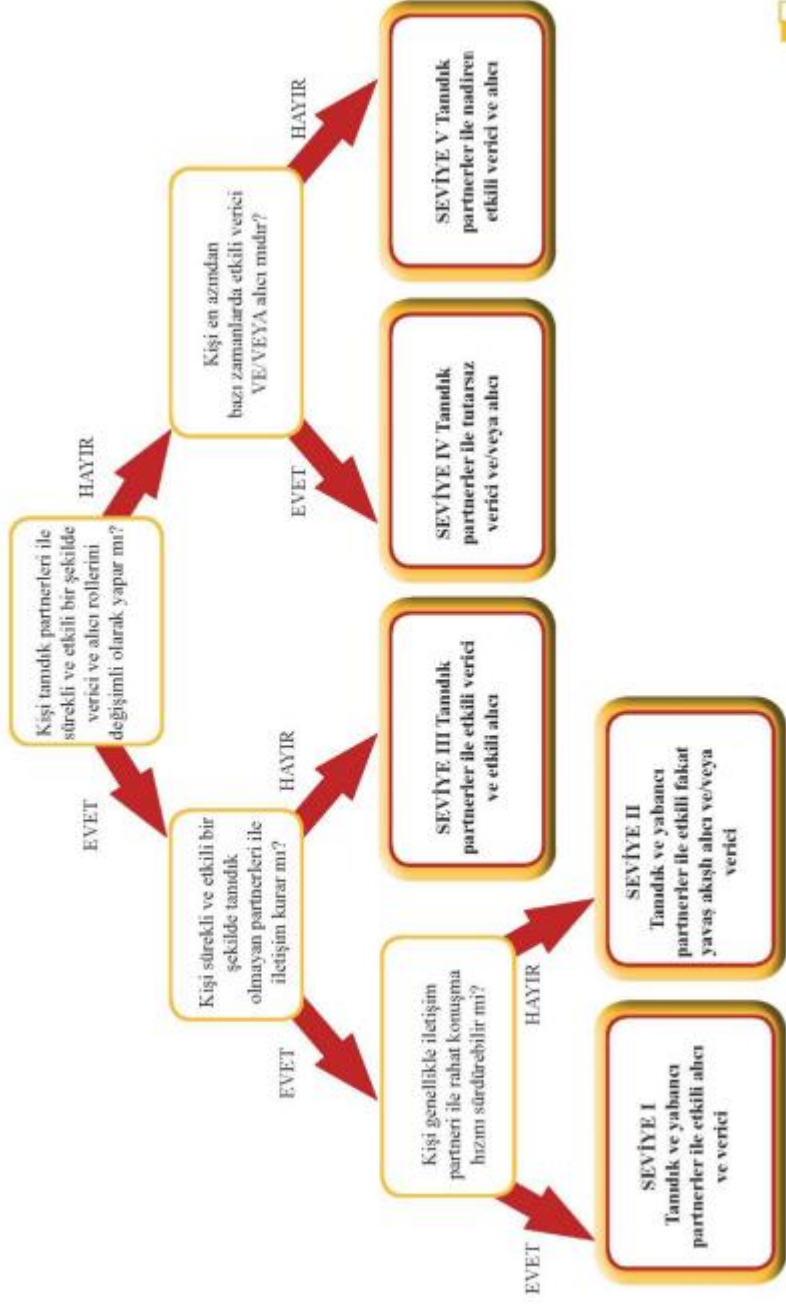 Kişi tanıdık partnerleri ile
sürekli ve etkili bir şekilde
verici ve alıcı rollerini
değişimli olarak yapar mı?
EVET
HAYIR
Kişi sürekli ve etkili bir
şekilde tanıdık
olmayan partnerleri ile
iletişim kurar mı?
Kişi en azından
bazı zamanlarda etkili verici
VE/VEYA alıcı mıdır?
EVET
HAYIR
EVET
HAYIR
Kişi genellikle iletişim
partneri ile rahat konuşma
hızını sürdürebilir mi?
SEVİYE III Tanıdık
partnerler ile etkili verici
ve etkili alıcı
SEVİYE IV Tanıdık
partnerler ile tutarsız
verici ve/veya alıcı
SEVİYE V Tanıdık
partnerler ile nadiren
etkili verici ve alıcı
EVET
HAYIR
SEVİYE I
Tanıdık ve yabancı
partnerler ile etkili alıcı
ve verici
SEVİYE II
Tanıdık ve yabancı
partnerler ile etkili fakat
yavaş akışlı alıcı ve/veya
verici